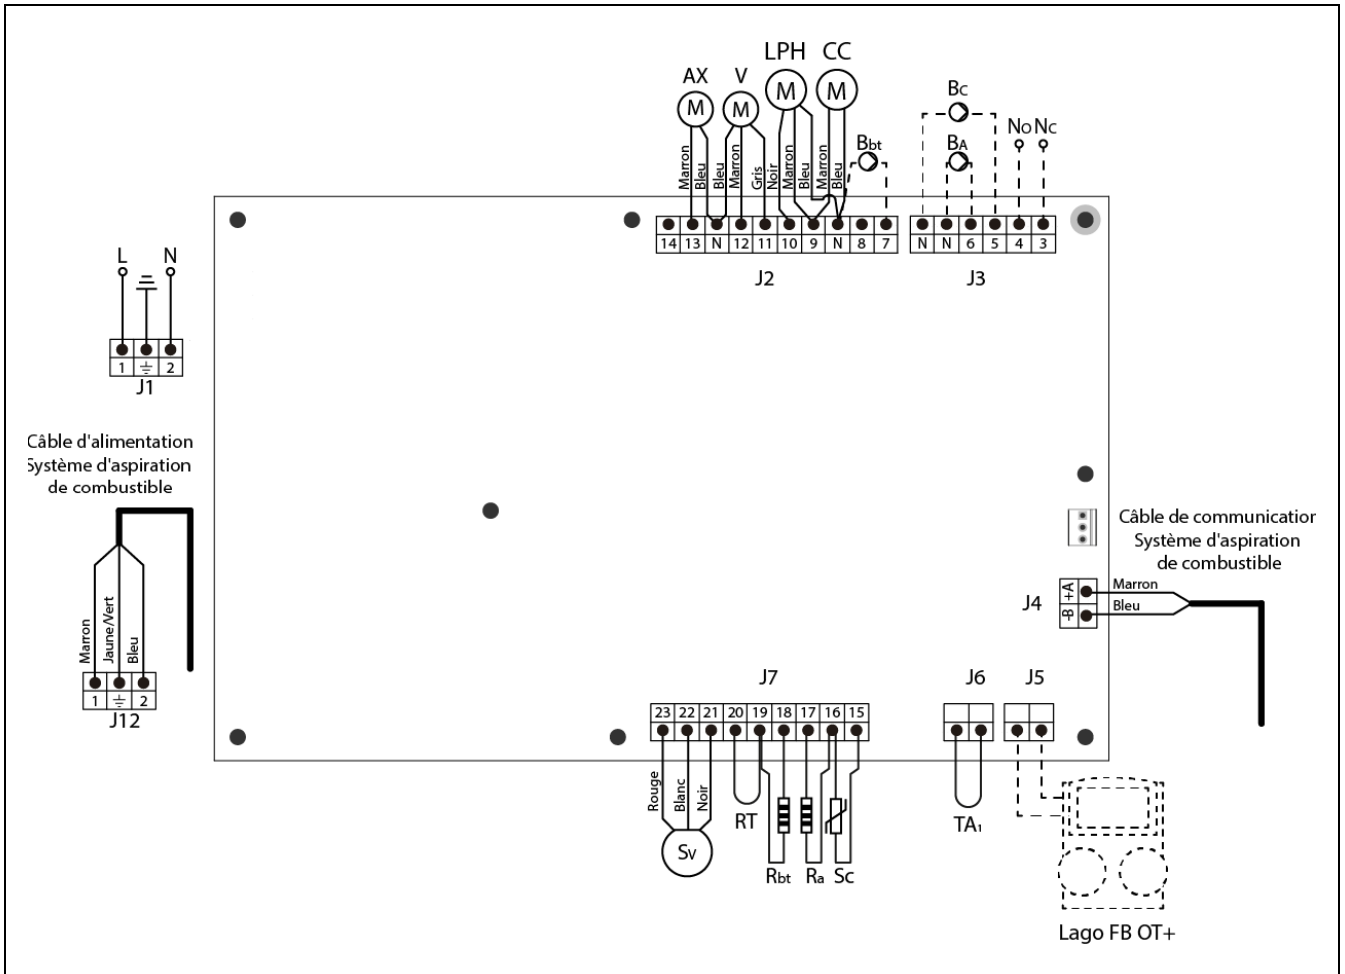 LPH CC
AX V
M M M M
Marron Bleu Bleu Marron Gris Noir Marron Bleu Marron Bleu
Bbt
Bc
BA
No Nc
14 13 N 12 11 10 9 N 8 7
N N 6 5 4 3
J2
J3
L N
1 2
J1
Câble d'alimentation
Système d'aspiration
de combustible
Marron Jaune/Vert Bleu
1 2
J12
Câble de communication
Système d'aspiration
de combustible
J4
+A
-B
Marron
Bleu
J7
J6
J5
23 22 21 20 19 18 17 16 15
Rouge Blanc Noir
Sv
RT
Rbt
Ra
Sc
TA1
Lago FB OT+